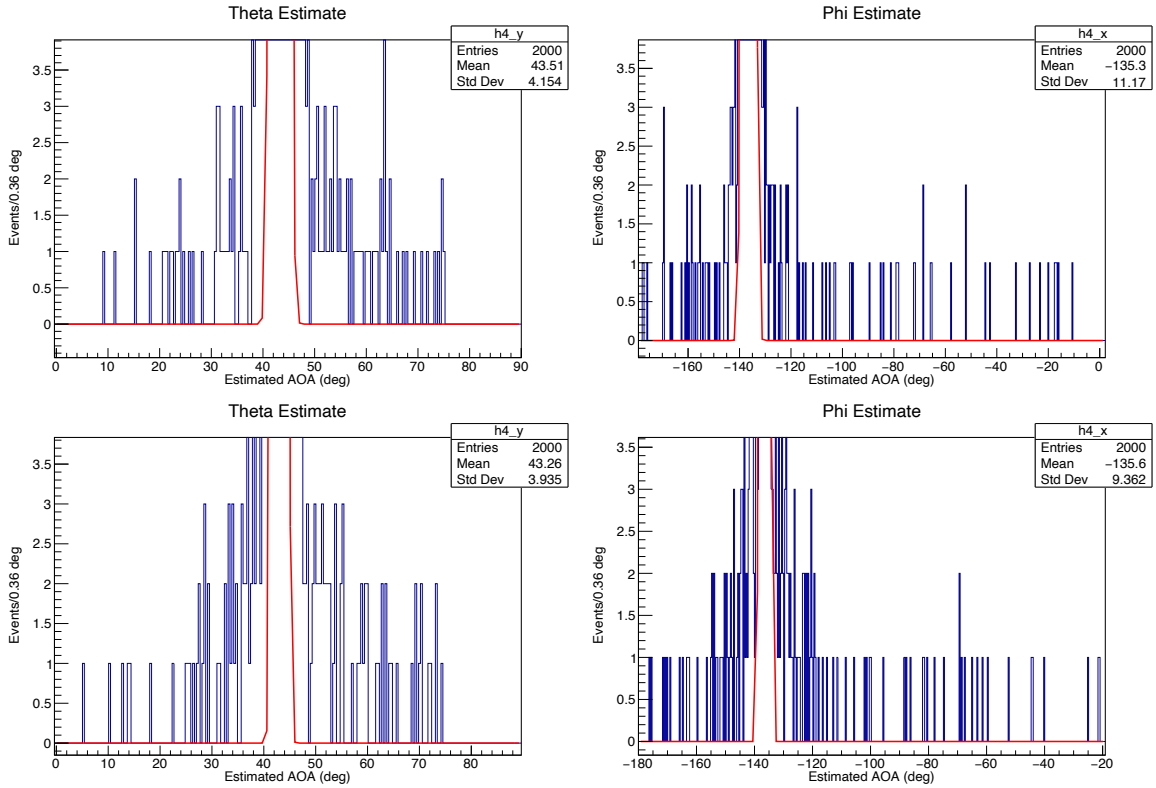 Theta Estimate
h4_y
Entries 2000
Mean 43.51
Std Dev 4.154
Events/0.36 deg
3.5
3
2.5
2
1.5
1
0.5
0
0 10 20 30 40 50 60 70 80 90
Estimated AOA (deg)
Phi Estimate
h4_x
Entries 2000
Mean −135.3
Std Dev 11.17
Events/0.36 deg
3.5
3
2.5
2
1.5
1
0.5
0
−160 −140 −120 −100 −80 −60 −40 −20 0
Estimated AOA (deg)
Theta Estimate
h4_y
Entries 2000
Mean 43.26
Std Dev 3.935
Events/0.36 deg
3.5
3
2.5
2
1.5
1
0.5
0
0 10 20 30 40 50 60 70 80
Estimated AOA (deg)
Phi Estimate
h4_x
Entries 2000
Mean −135.6
Std Dev 9.362
Events/0.36 deg
3.5
3
2.5
2
1.5
1
0.5
0
−180 −160 −140 −120 −100 −80 −60 −40 −20
Estimated AOA (deg)